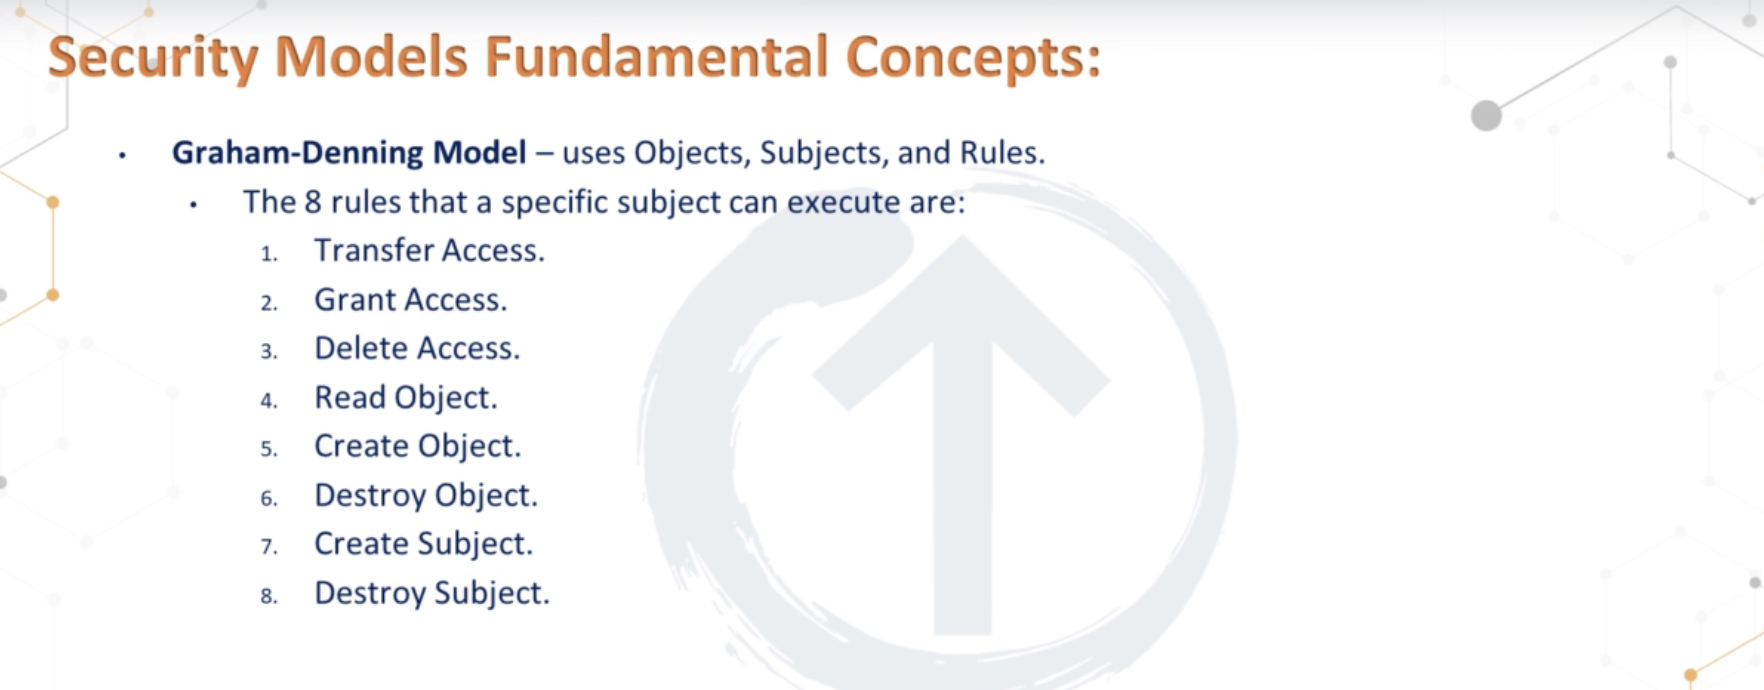 Security Models Fundamental Concepts:
• Graham-Denning Model – uses Objects, Subjects, and Rules.
• The 8 rules that a specific subject can execute are:
1. Transfer Access.
2. Grant Access.
3. Delete Access.
4. Read Object.
5. Create Object.
6. Destroy Object.
7. Create Subject.
8. Destroy Subject.